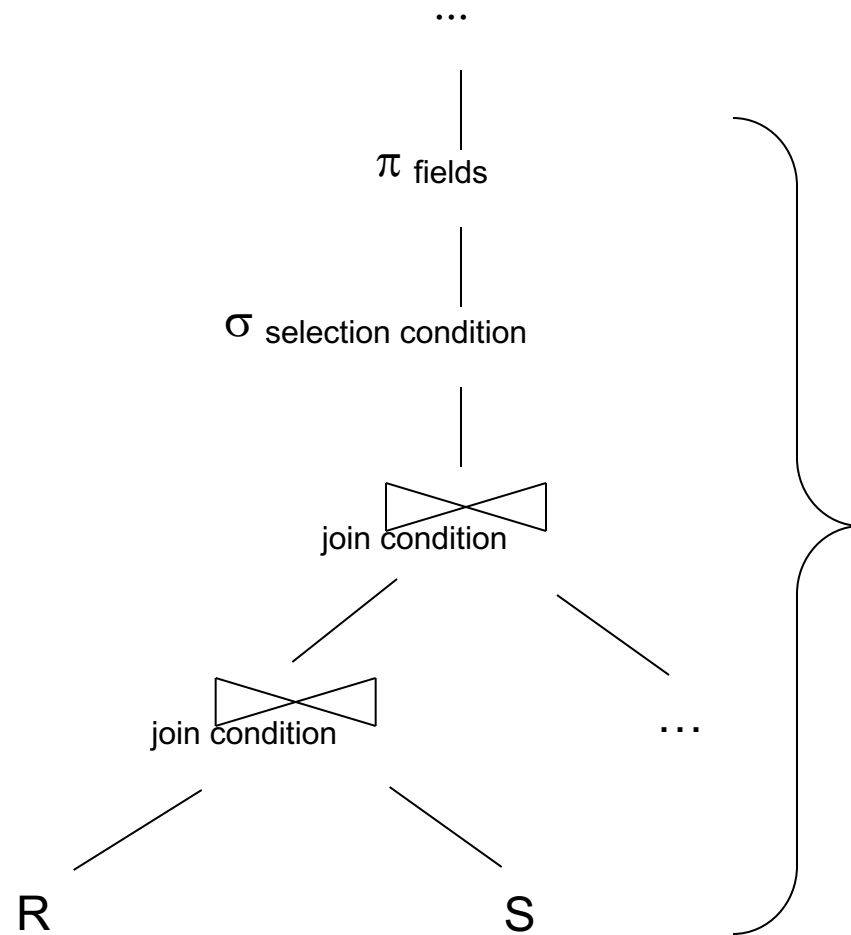 ...
π fields
σ selection condition
join condition
join condition
...
R
S